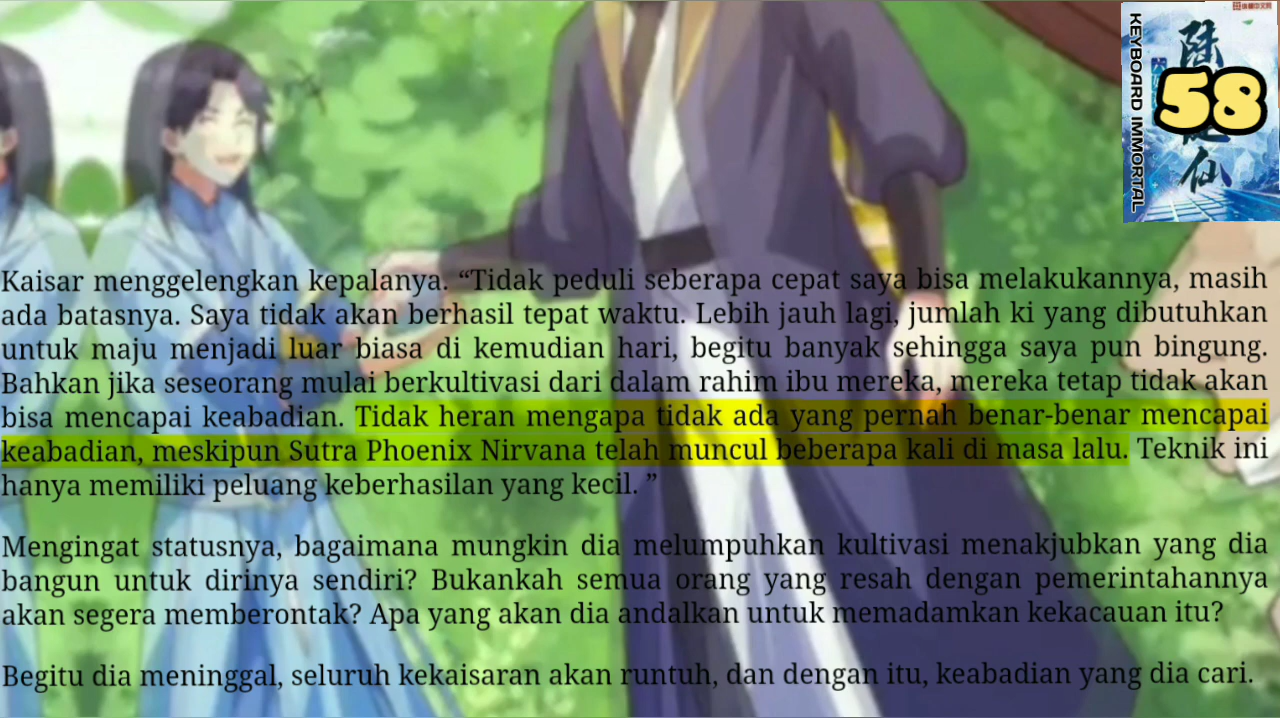 KEYBOARD IMMORTAL
58
Kaisar menggelengkan kepalanya. “Tidak peduli seberapa cepat saya bisa melakukannya, masih
ada batasnya. Saya tidak akan berhasil tepat waktu. Lebih jauh lagi, jumlah ki yang dibutuhkan
untuk maju menjadi luar biasa di kemudian hari, begitu banyak sehingga saya pun bingung.
Bahkan jika seseorang mulai berkultivasi dari dalam rahim ibu mereka, mereka tetap tidak akan
bisa mencapai keabadian. Tidak heran mengapa tidak ada yang pernah benar-benar mencapai
keabadian, meskipun Sutra Phoenix Nirvana telah muncul beberapa kali di masa lalu. Teknik ini
hanya memiliki peluang keberhasilan yang kecil. ”
Mengingat statusnya, bagaimana mungkin dia melumpuhkan kultivasi menakjubkan yang dia
bangun untuk dirinya sendiri? Bukankah semua orang yang resah dengan pemerintahannya
akan segera memberontak? Apa yang akan dia andalkan untuk memadamkan kekacauan itu?
Begitu dia meninggal, seluruh kekaisaran akan runtuh, dan dengan itu, keabadian yang dia cari.